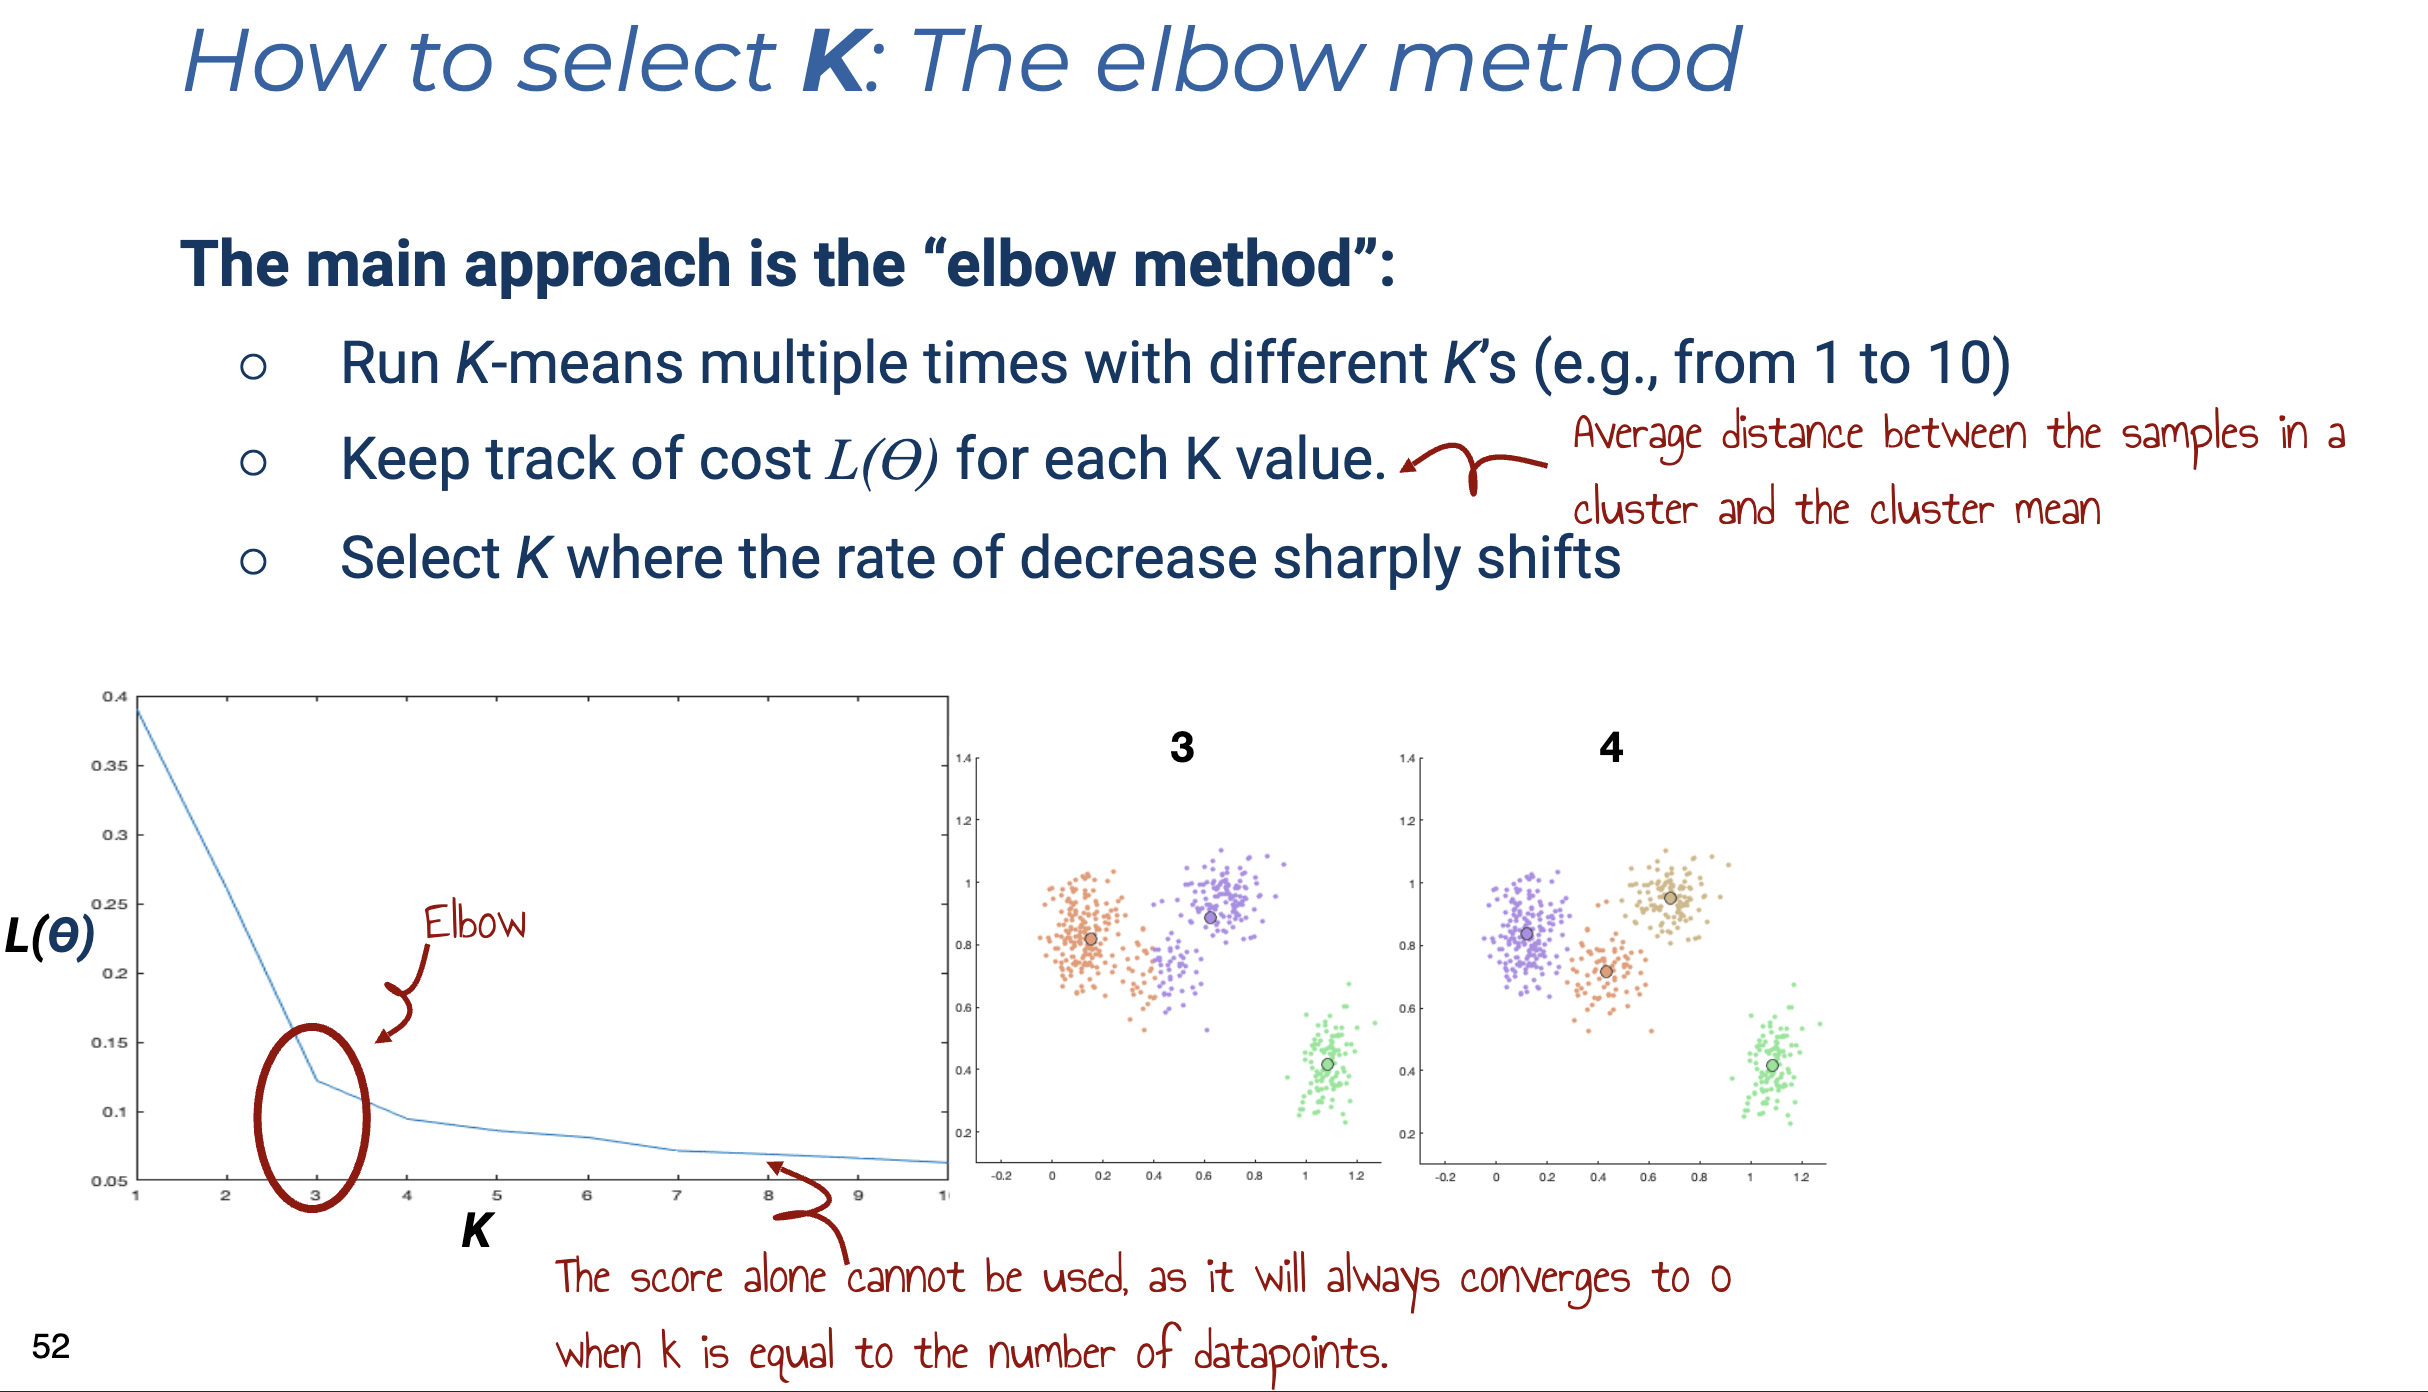 How to select K: The elbow method
The main approach is the “elbow method”:
○ Run K-means multiple times with different K’s (e.g., from 1 to 10)
○ Keep track of cost L(Θ) for each K value.
Average distance between the samples in a
cluster and the cluster mean
○ Select K where the rate of decrease sharply shifts
0.4
0.35
0.3
0.25
0.2
0.15
0.1
0.05
L(Θ)
1 2 3 4 5 6 7 8 9 1
K
Elbow
3
1.4
1.2
1
0.8
0.6
0.4
0.2
-0.2 0 0.2 0.4 0.6 0.8 1 1.2
4
1.4
1.2
1
0.8
0.6
0.4
0.2
-0.2 0 0.2 0.4 0.6 0.8 1 1.2
The score alone cannot be used, as it will always converges to 0
when k is equal to the number of datapoints.
52